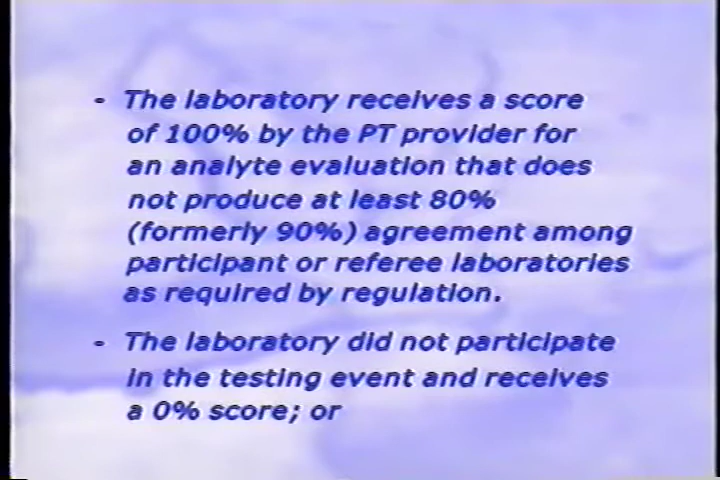 - The laboratory receives a score
of 100% by the PT provider for
an analyte evaluation that does
not produce at least 80%
(formerly 90%) agreement among
participant or referee laboratories
as required by regulation.
- The laboratory did not participate
in the testing event and receives
a 0% score; or